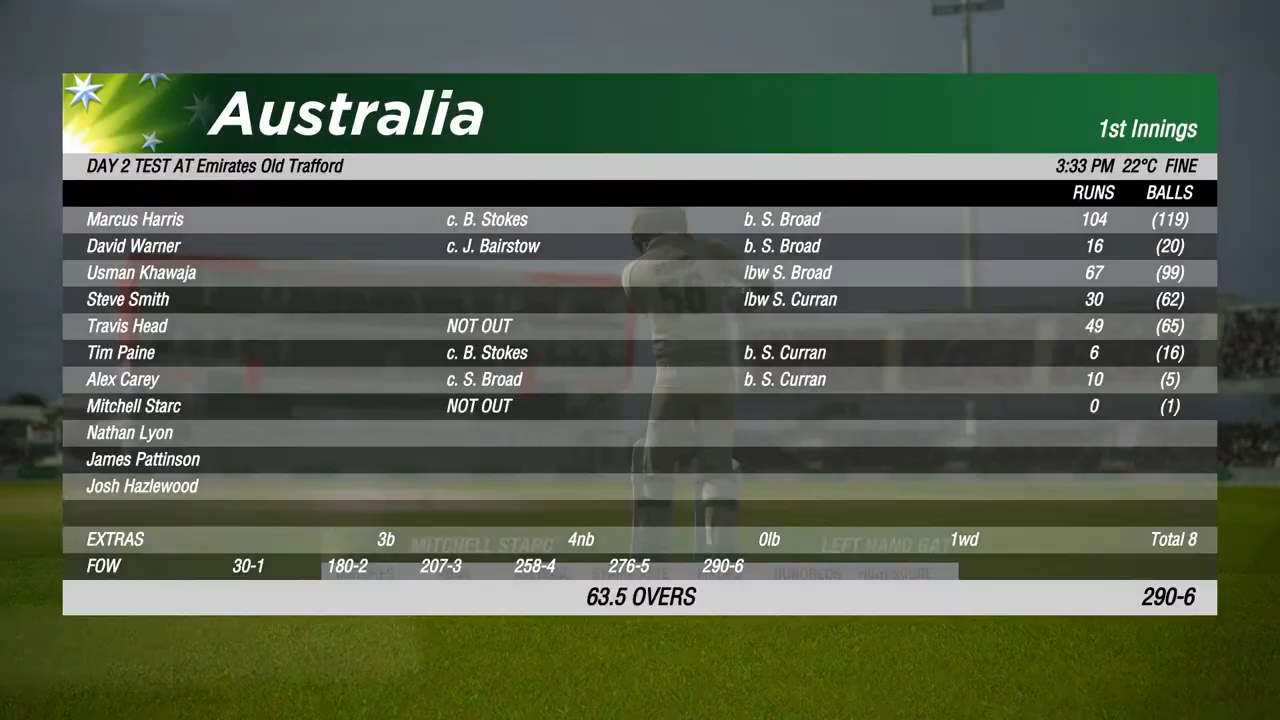 Australia
1st Innings
DAY 2 TEST AT Emirates Old Trafford 3:33 PM 22°C FINE
RUNS BALLS
Marcus Harris c. B. Stokes b. S. Broad 104 (119)
David Warner c. J. Bairstow b. S. Broad 16 (20)
Usman Khawaja lbw S. Broad 67 (99)
Steve Smith lbw S. Curran 30 (62)
Travis Head NOT OUT 49 (65)
Tim Paine c. B. Stokes b. S. Curran 6 (16)
Alex Carey c. S. Broad b. S. Curran 10 (5)
Mitchell Starc NOT OUT 0 (1)
Nathan Lyon
James Pattinson
Josh Hazlewood
EXTRAS 3b 4nb 0lb 1wd Total 8
MITCHELL STARC LEFT HAND BAT
FOW 30-1 180-2 207-3 258-4 276-5 290-6
63.5 OVERS 290-6